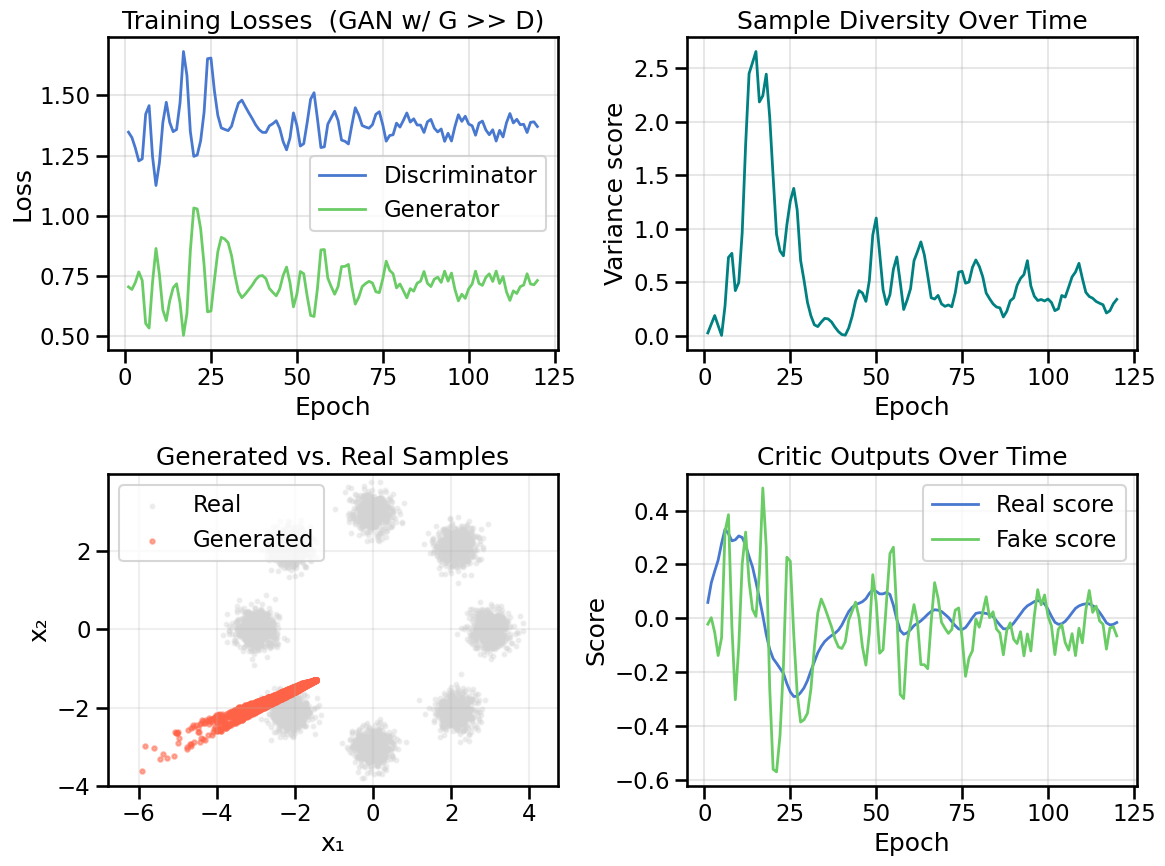 Training Losses  (GAN w/ G >> D)
1.50
1.25
1.00
0.75
0.50
Loss
Discriminator
Generator
0 25 50 75 100 125
Epoch
Sample Diversity Over Time
2.5
2.0
1.5
1.0
0.5
0.0
Variance score
0 25 50 75 100 125
Epoch
Generated vs. Real Samples
Real
Generated
2
0
−2
−4
x₂
−6 −4 −2 0 2 4
x₁
Critic Outputs Over Time
Real score
Fake score
0.4
0.2
0.0
−0.2
−0.4
−0.6
Score
0 25 50 75 100 125
Epoch